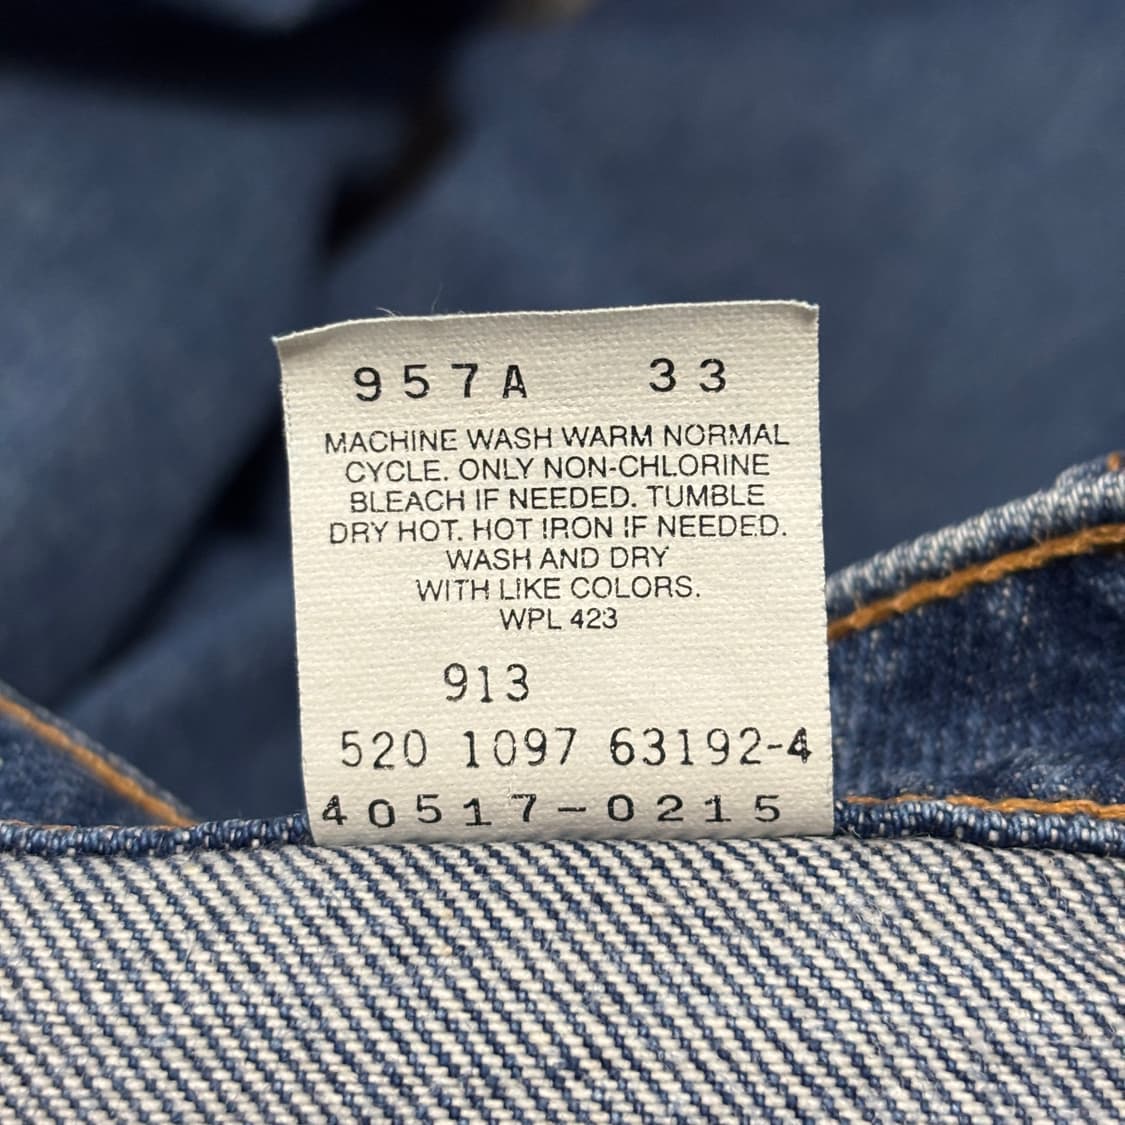 957A 33
MACHINE WASH WARM NORMAL
CYCLE. ONLY NON-CHLORINE
BLEACH IF NEEDED. TUMBLE
DRY HOT. HOT IRON IF NEEDED.
WASH AND DRY
WITH LIKE COLORS.
WPL 423
913
520 1097 63192-4
40517-0215